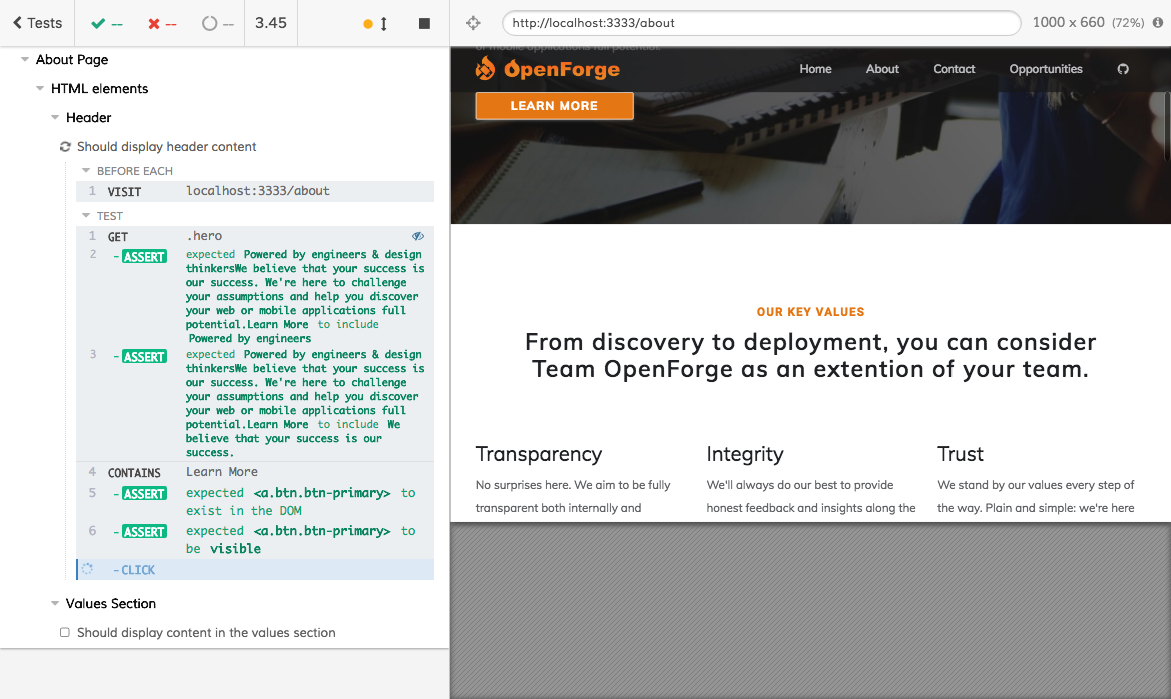 Tests
--
--
--
3.45
http://localhost:3333/about
1000 x 660 (72%)
About Page
HTML elements
Header
Should display header content
BEFORE EACH
1 VISIT localhost:3333/about
TEST
1 GET .hero
2 -ASSERT expected Powered by engineers & design
thinkersWe believe that your success is
our success. We're here to challenge
your assumptions and help you discover
your web or mobile applications full
potential.Learn More to include
Powered by engineers
3 -ASSERT expected Powered by engineers & design
thinkersWe believe that your success is
our success. We're here to challenge
your assumptions and help you discover
your web or mobile applications full
potential.Learn More to include We
believe that your success is our
success.
4 CONTAINS Learn More
5 -ASSERT expected <a.btn.btn-primary> to
exist in the DOM
6 -ASSERT expected <a.btn.btn-primary> to
be visible
-CLICK
Values Section
Should display content in the values section
or mobile applications full potential.
OpenForge
Home About Contact Opportunities
LEARN MORE
OUR KEY VALUES
From discovery to deployment, you can consider
Team OpenForge as an extention of your team.
Transparency
No surprises here. We aim to be fully
transparent both internally and
Integrity
We'll always do our best to provide
honest feedback and insights along the
Trust
We stand by our values every step of
the way. Plain and simple: we're here